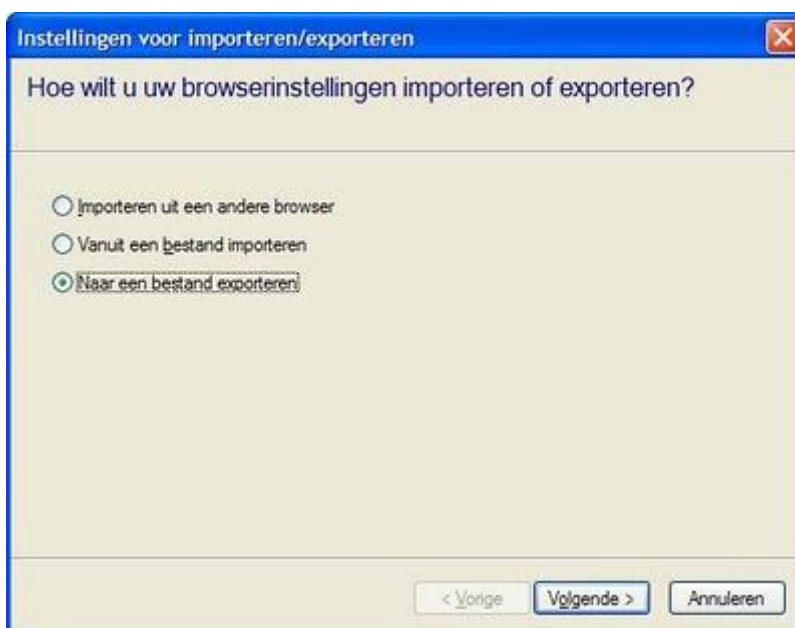 Instellingen voor importeren/exporteren
Hoe wilt u uw browserinstellingen importeren of exporteren?
Importeren uit een andere browser
Vanuit een bestand importeren
Naar een bestand exporteren
< Vorige
Volgende >
Annuleren